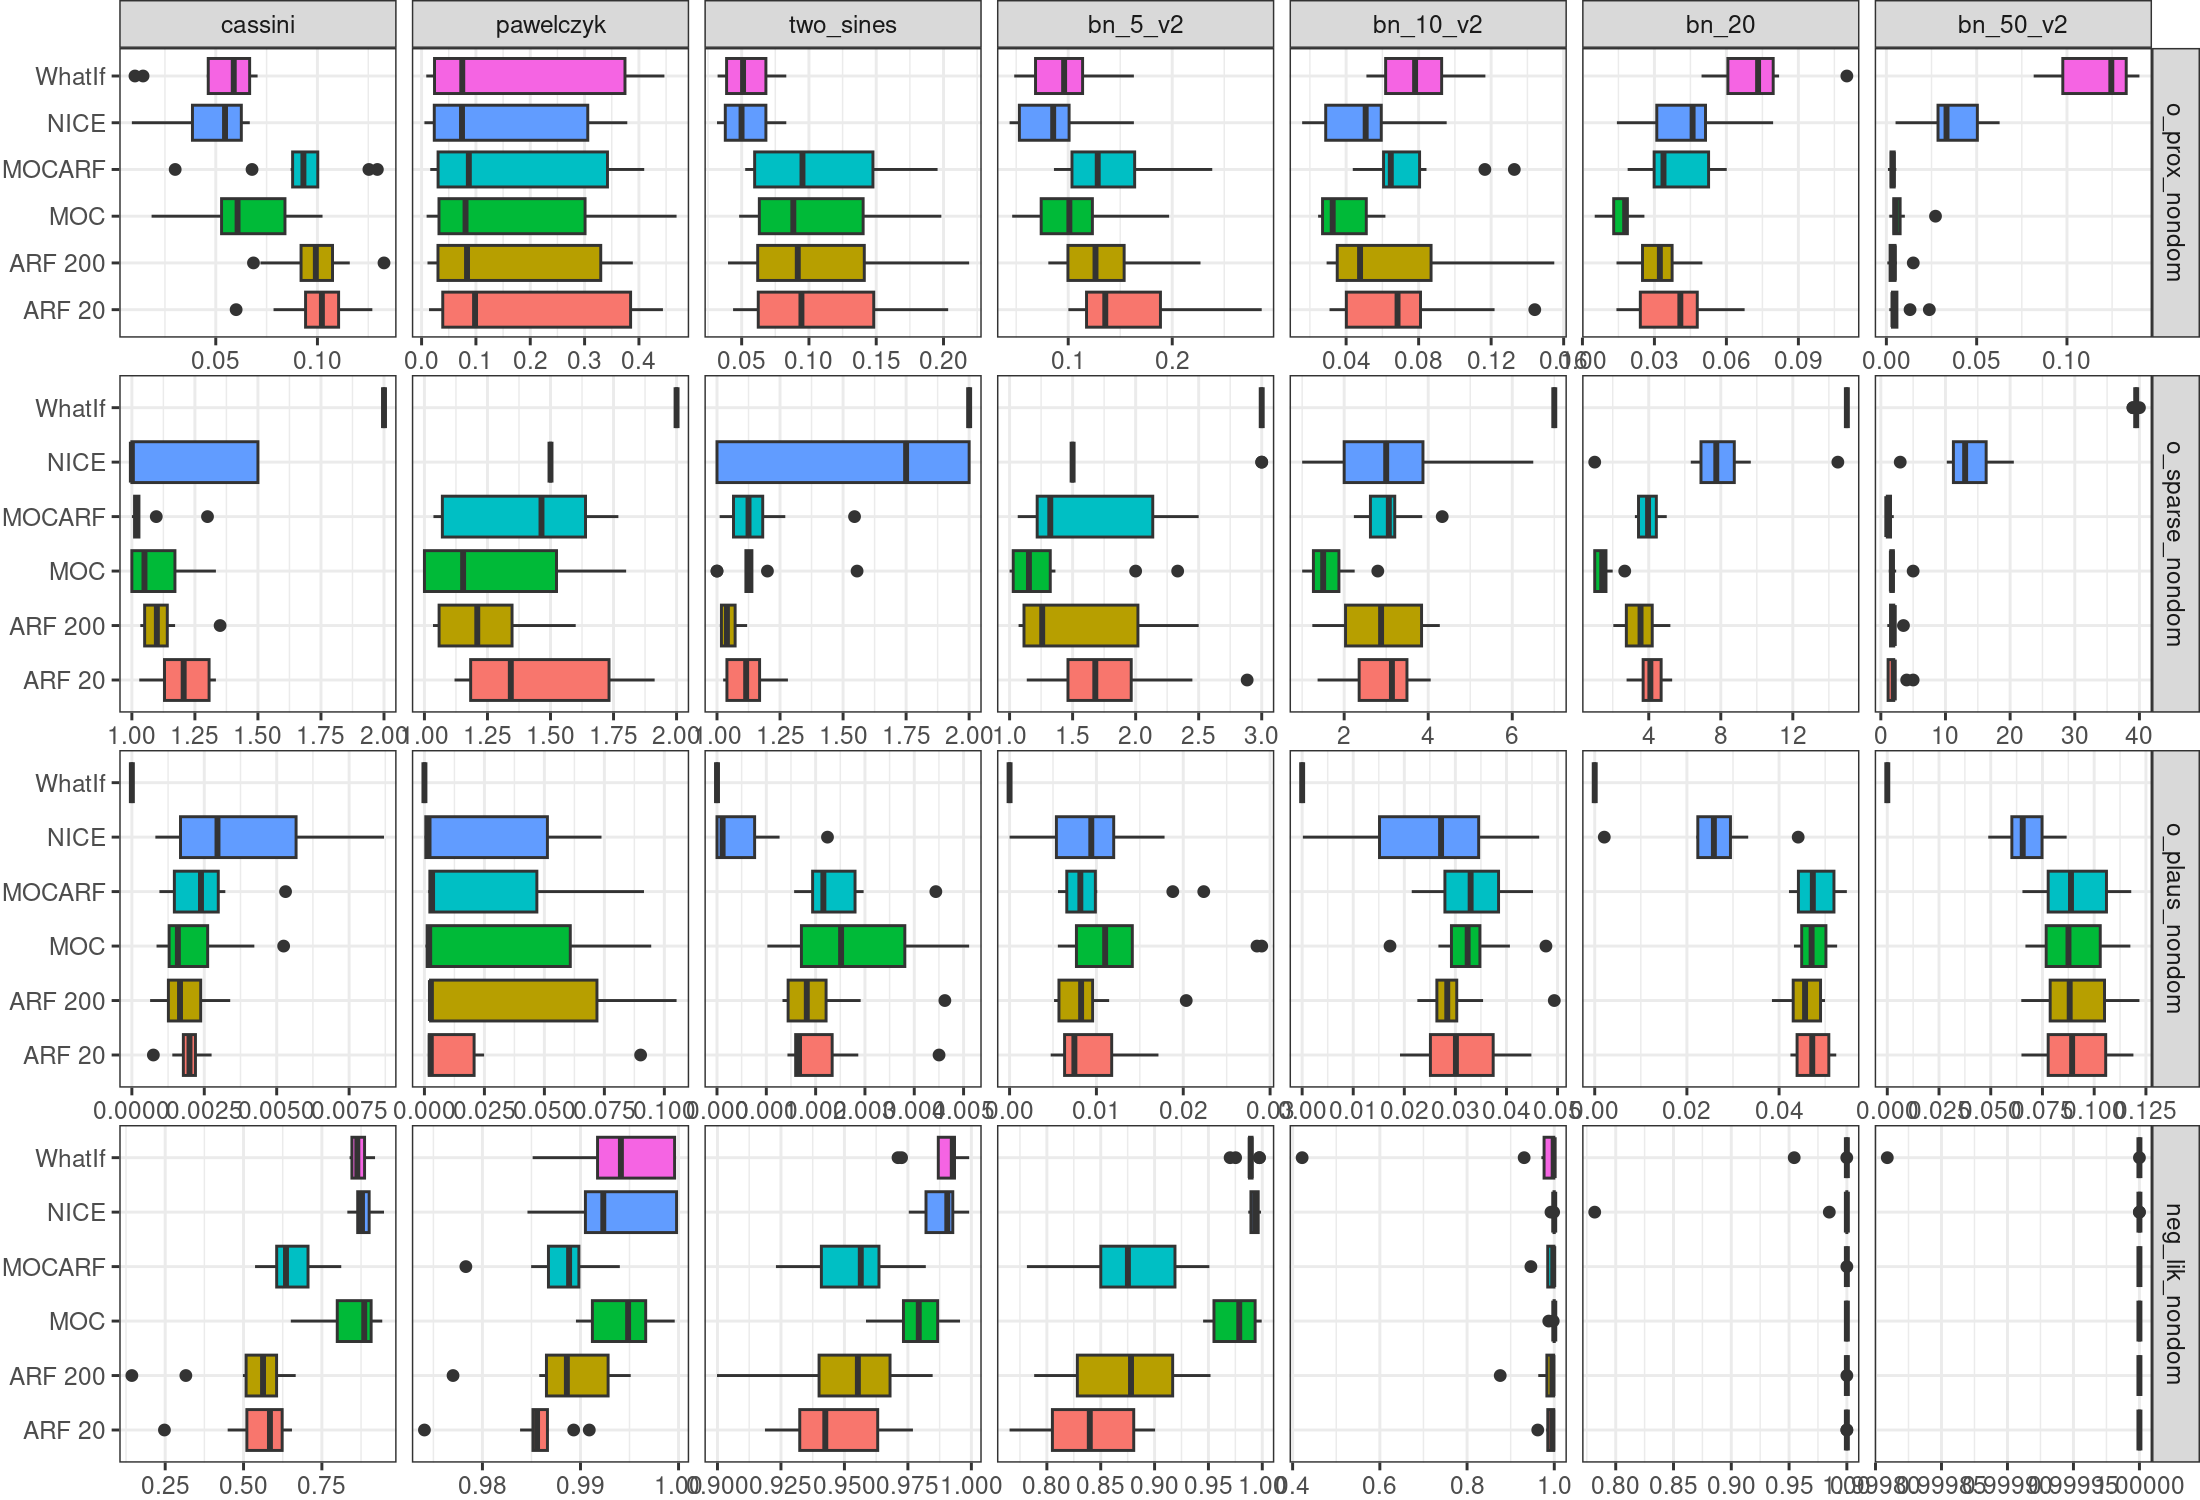 cassini pawelczyk two_sines bn_5_v2 bn_10_v2 bn_20 bn_50_v2
WhatIf
NICE
MOCARF
MOC
ARF 200
ARF 20
o_prox_nondom
0.05 0.10 0.0 0.1 0.2 0.3 0.4 0.05 0.10 0.15 0.20 0.1 0.2 0.04 0.08 0.12 0.16 0.00 0.03 0.06 0.09 0.00 0.05 0.10
WhatIf
NICE
MOCARF
MOC
ARF 200
ARF 20
o_sparse_nondom
1.00 1.25 1.50 1.75 2.00 1.00 1.25 1.50 1.75 2.00 1.00 1.25 1.50 1.75 2.00 1.0 1.5 2.0 2.5 3.0 2 4 6 4 8 12 0 10 20 30 40
WhatIf
NICE
MOCARF
MOC
ARF 200
ARF 20
o_plaus_nondom
0.0000 0.0025 0.0050 0.0075 0.000 0.025 0.050 0.075 0.100 0.000 0.001 0.002 0.003 0.004 0.005 0.00 0.01 0.02 0.03 0.00 0.01 0.02 0.03 0.04 0.05 0.00 0.02 0.04 0.000 0.025 0.050 0.075 0.100 0.125
WhatIf
NICE
MOCARF
MOC
ARF 200
ARF 20
neg_lik_nondom
0.25 0.50 0.75 0.98 0.99 1.00 0.900 0.925 0.950 0.975 1.000 0.80 0.85 0.90 0.95 1.00 0.4 0.6 0.8 1.0 0.80 0.85 0.90 0.95 1.00